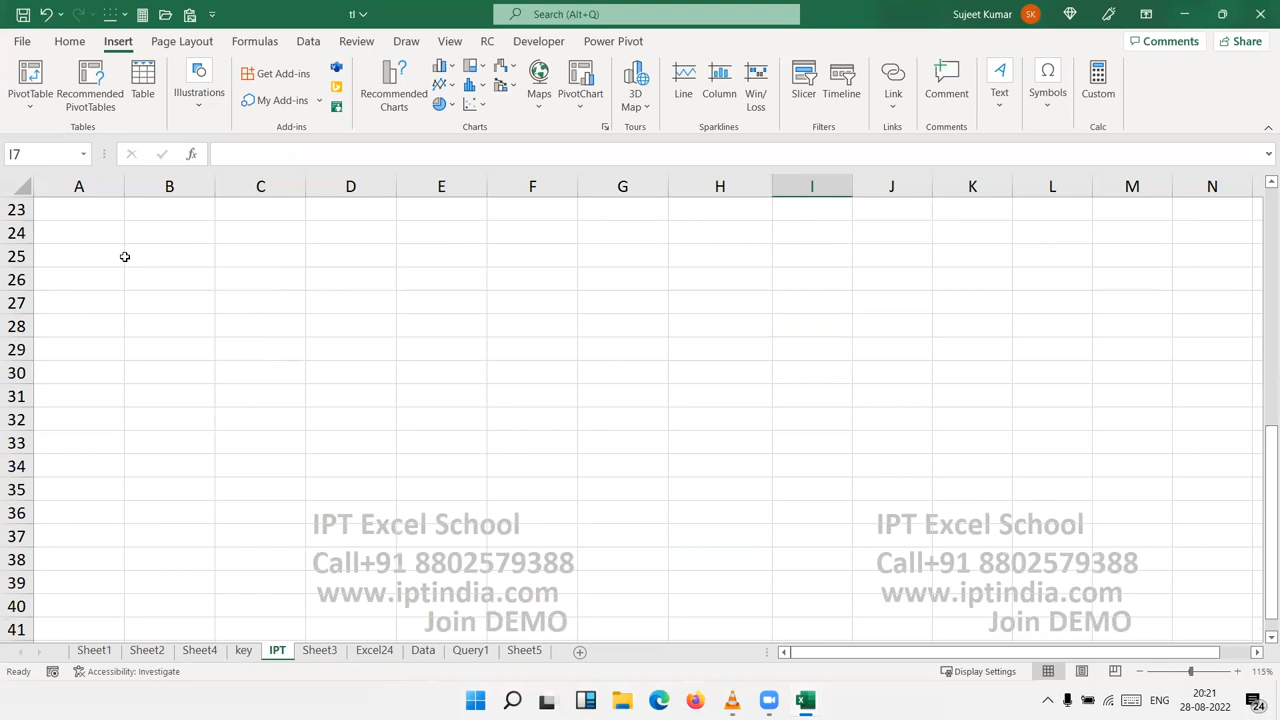 tl
Search (Alt+Q)
Sujeet Kumar
SK
File Home Insert Page Layout Formulas Data Review View Draw RC Developer Power Pivot
Comments
Share
PivotTable
Recommended PivotTables
Table
Tables
Illustrations
Get Add-ins
My Add-ins
Add-ins
Recommended Charts
Maps
PivotChart
Charts
3D Map
Tours
Line
Column
Win/Loss
Sparklines
Slicer
Timeline
Filters
Link
Links
Comment
Comments
Text
Symbols
Custom
Calc
I7
fx
A B C D E F G H I J K L M N
23
24
25
26
27
28
29
30
31
32
33
34
35
36
37
38
39
40
41
IPT Excel School
Call+91 8802579388
www.iptindia.com
Join DEMO
IPT Excel School
Call+91 8802579388
www.iptindia.com
Join DEMO
Sheet1 Sheet2 Sheet4 key IPT Sheet3 Excel24 Data Query1 Sheet5
Ready
Accessibility: Investigate
Display Settings
115%
ENG
20:21
28-08-2022
24